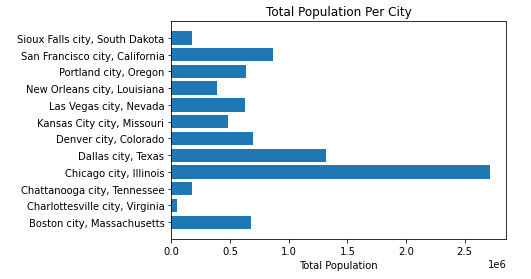 Total Population Per City
Sioux Falls city, South Dakota
San Francisco city, California
Portland city, Oregon
New Orleans city, Louisiana
Las Vegas city, Nevada
Kansas City city, Missouri
Denver city, Colorado
Dallas city, Texas
Chicago city, Illinois
Chattanooga city, Tennessee
Charlottesville city, Virginia
Boston city, Massachusetts
0.0 0.5 1.0 1.5 2.0 2.5
1e6
Total Population